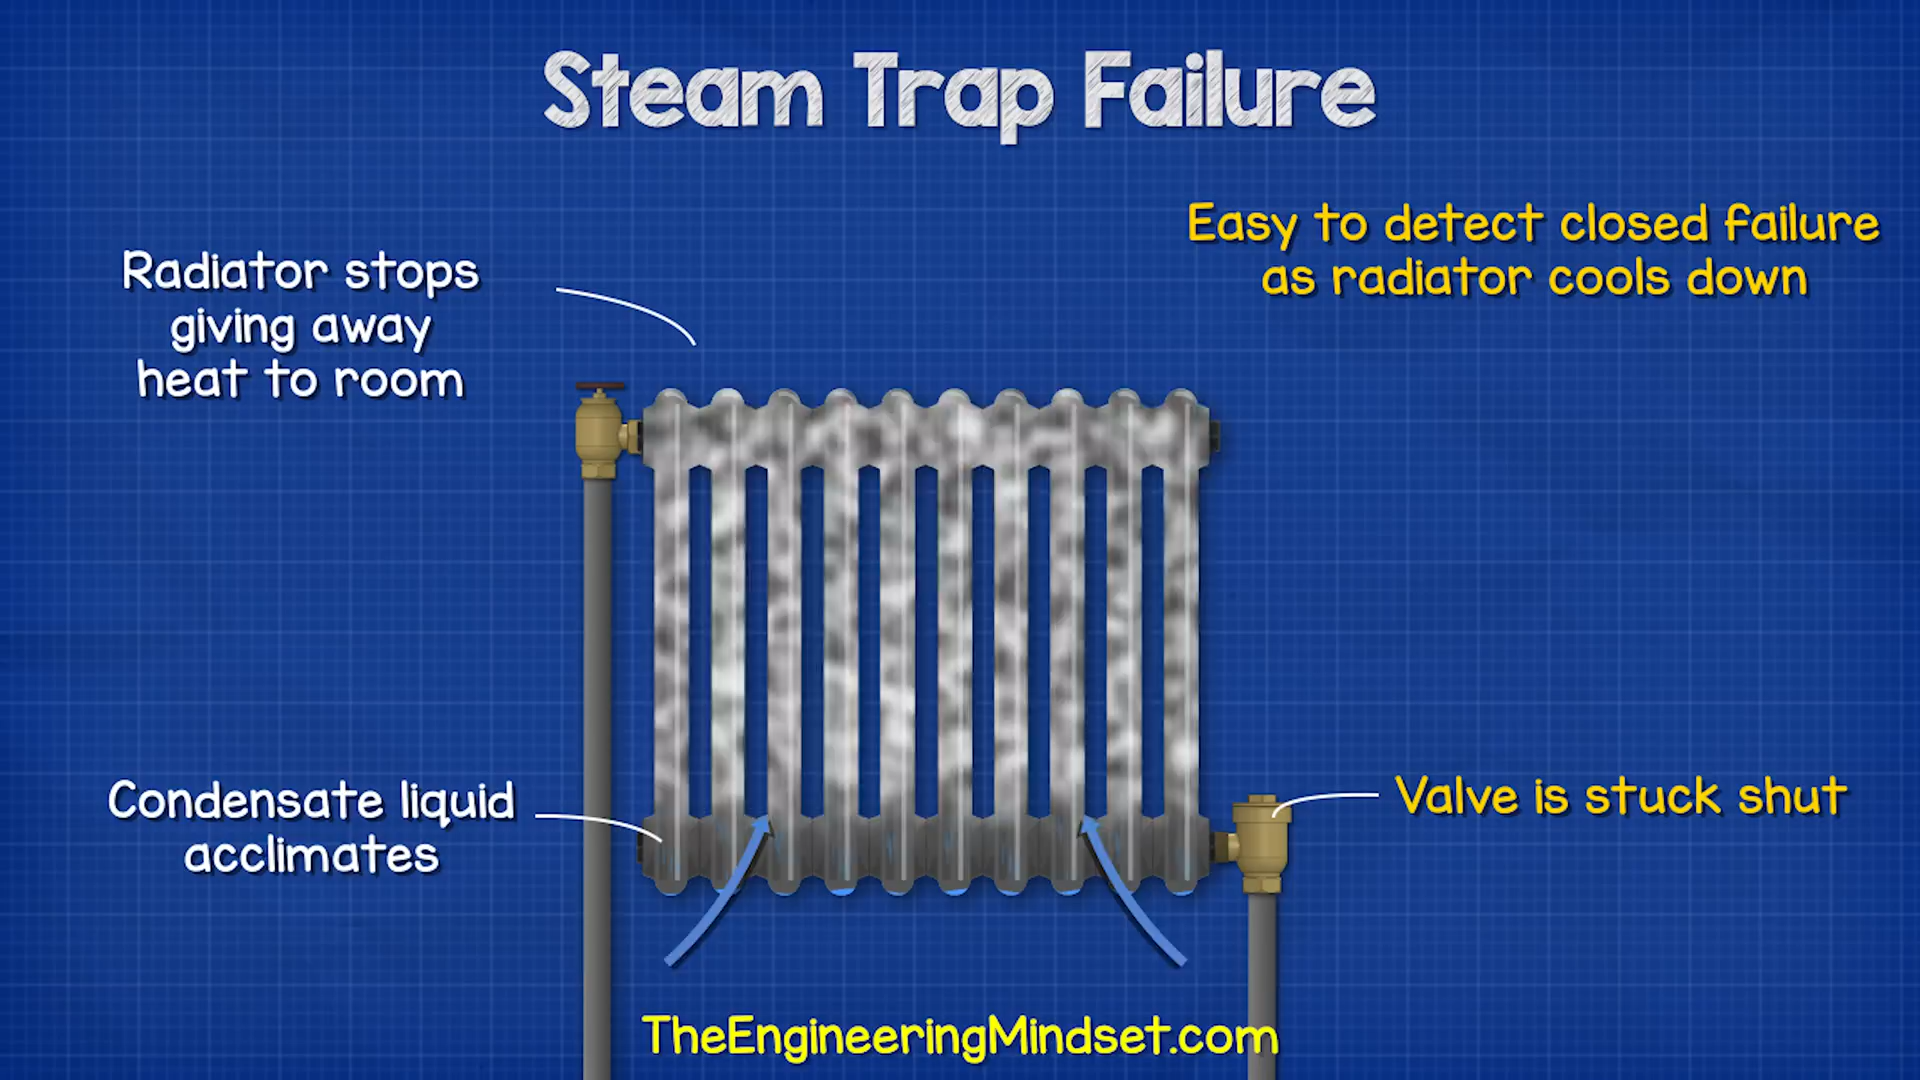 Steam Trap Failure
Easy to detect closed failure
as radiator cools down
Radiator stops
giving away
heat to room
Condensate liquid
acclimates
Valve is stuck shut
TheEngineeringMindset.com